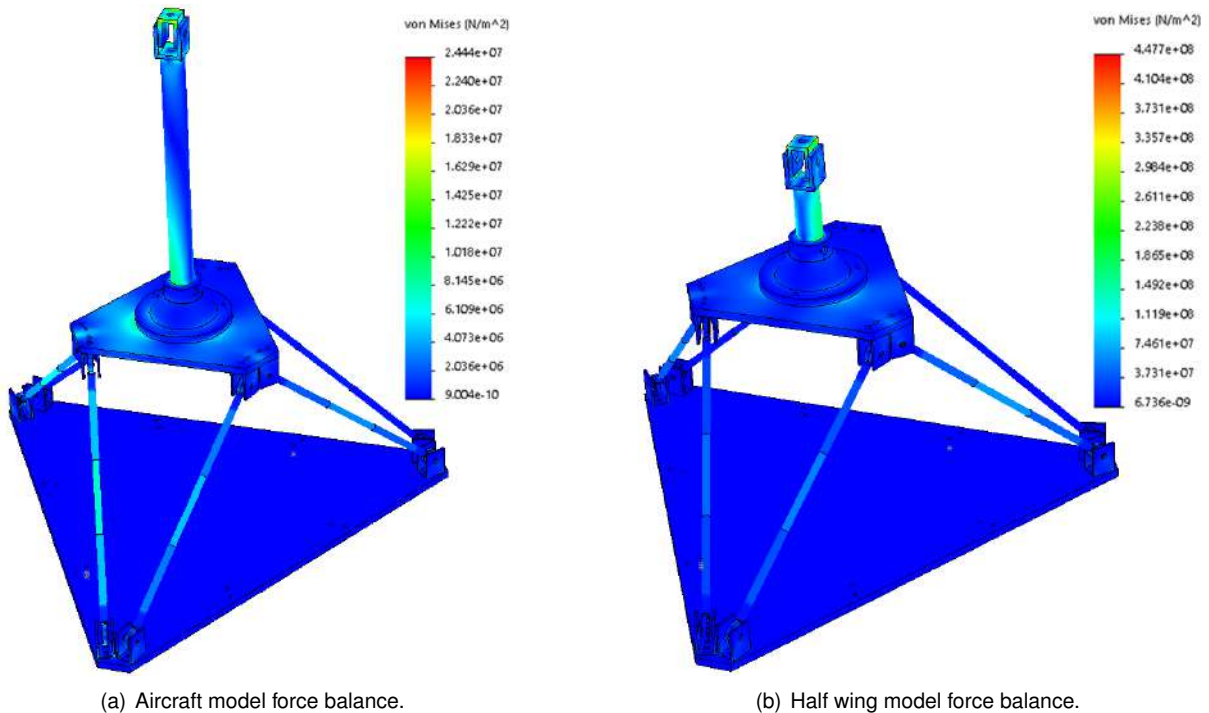 von Mises (N/m^2)
2.444e+07
2.240e+07
2.036e+07
1.833e+07
1.629e+07
1.425e+07
1.222e+07
1.018e+07
8.145e+06
6.109e+06
4.073e+06
2.036e+06
9.004e-10
von Mises (N/m^2)
4.477e+08
4.104e+08
3.731e+08
3.357e+08
2.984e+08
2.611e+08
2.238e+08
1.865e+08
1.492e+08
1.119e+08
7.461e+07
3.731e+07
6.736e-09
(a) Aircraft model force balance.
(b) Half wing model force balance.